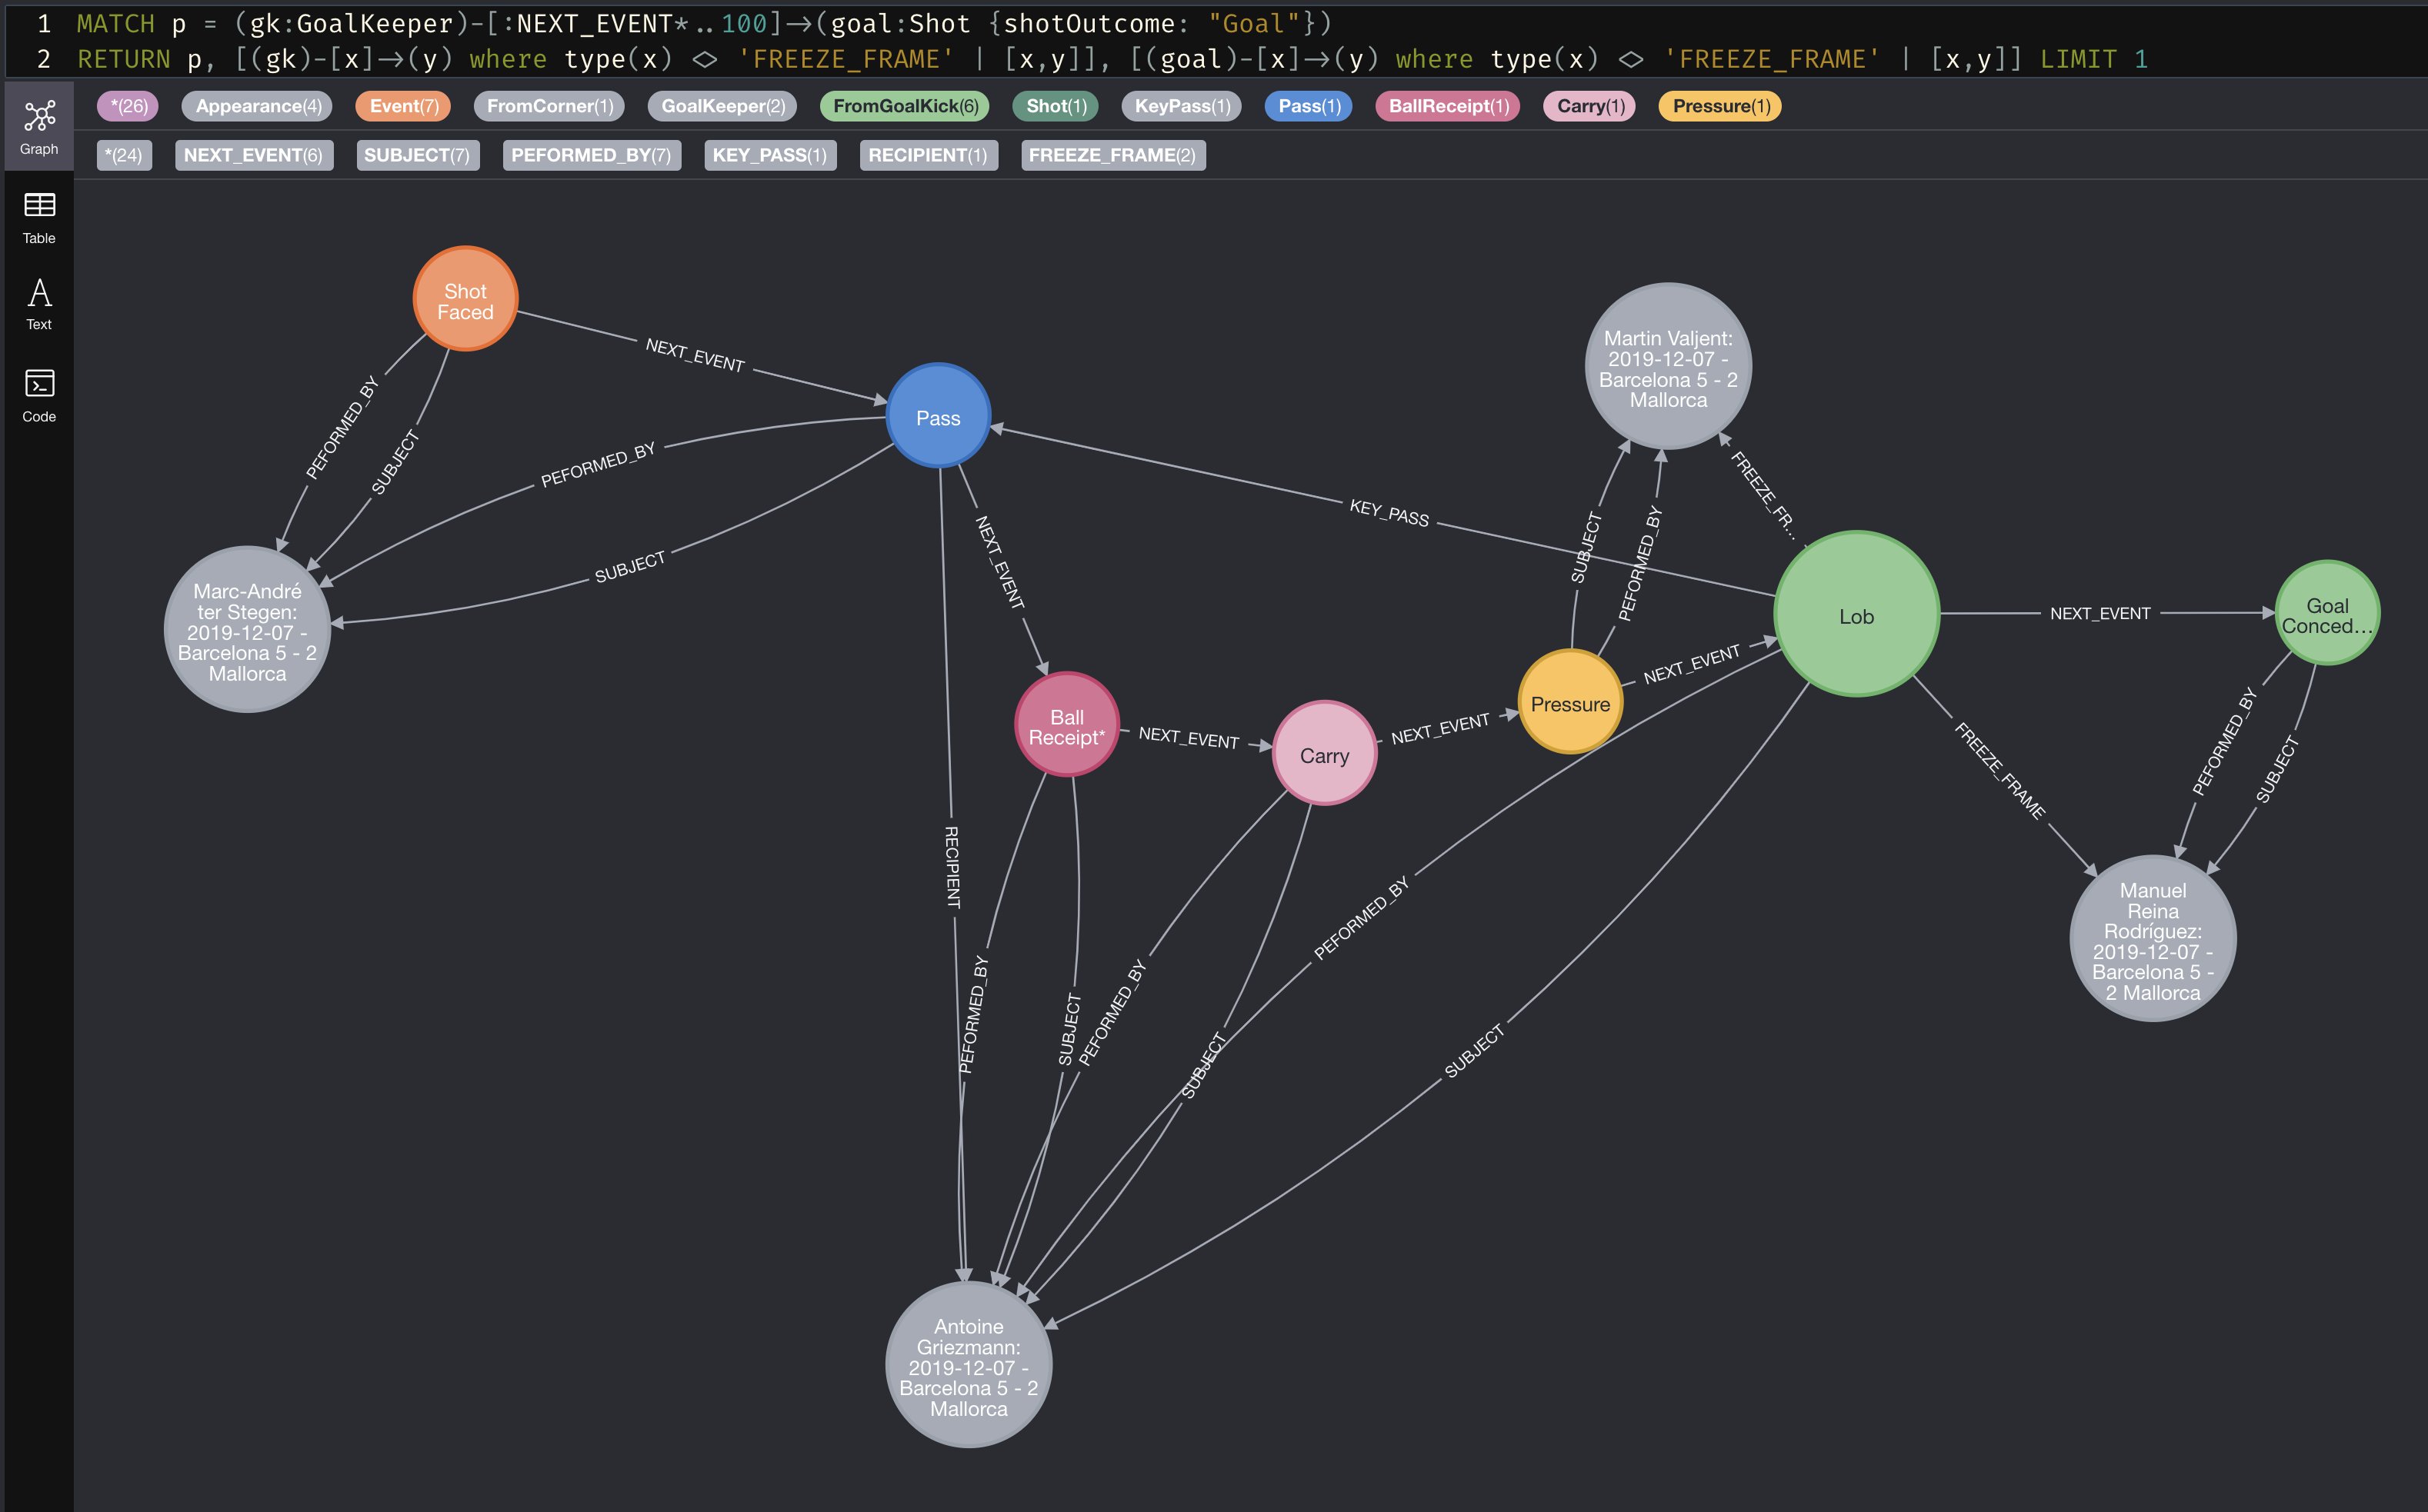 1 MATCH p = (gk:GoalKeeper)-[:NEXT_EVENT*..100]->(goal:Shot {shotOutcome: "Goal"})
2 RETURN p, [(gk)-[x]->(y) where type(x) <> 'FREEZE_FRAME' | [x,y]], [(goal)-[x]->(y) where type(x) <> 'FREEZE_FRAME' | [x,y]] LIMIT 1
*(26) Appearance(4) Event(7) FromCorner(1) GoalKeeper(2) FromGoalKick(6) Shot(1) KeyPass(1) Pass(1) BallReceipt(1) Carry(1) Pressure(1)
*(24) NEXT_EVENT(6) SUBJECT(7) PEFORMED_BY(7) KEY_PASS(1) RECIPIENT(1) FREEZE_FRAME(2)
Graph
Table
Text
Code
Shot
Faced
NEXT_EVENT
PEFORMED_BY
SUBJECT
Pass
PEFORMED_BY
SUBJECT
NEXT_EVENT
KEY_PASS
RECIPIENT
Marc-André
ter Stegen:
2019-12-07 -
Barcelona 5 - 2
Mallorca
Martin Valjent:
2019-12-07 -
Barcelona 5 - 2
Mallorca
FREEZE_FR...
SUBJECT
PEFORMED_BY
Lob
NEXT_EVENT
Goal
Conced...
Ball
Receipt*
NEXT_EVENT
Carry
NEXT_EVENT
Pressure
NEXT_EVENT
FREEZE_FRAME
PEFORMED_BY
SUBJECT
PEFORMED_BY
SUBJECT
PEFORMED_BY
SUBJECT
PEFORMED_BY
SUBJECT
Manuel
Reina
Rodríguez:
2019-12-07 -
Barcelona 5 -
2 Mallorca
Antoine
Griezmann:
2019-12-07 -
Barcelona 5 - 2
Mallorca